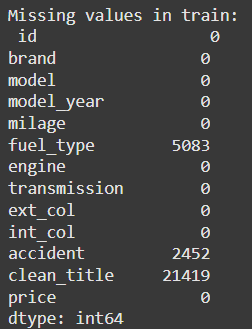 Missing values in train:
id 0
brand 0
model 0
model_year 0
milage 0
fuel_type 5083
engine 0
transmission 0
ext_col 0
int_col 0
accident 2452
clean_title 21419
price 0
dtype: int64